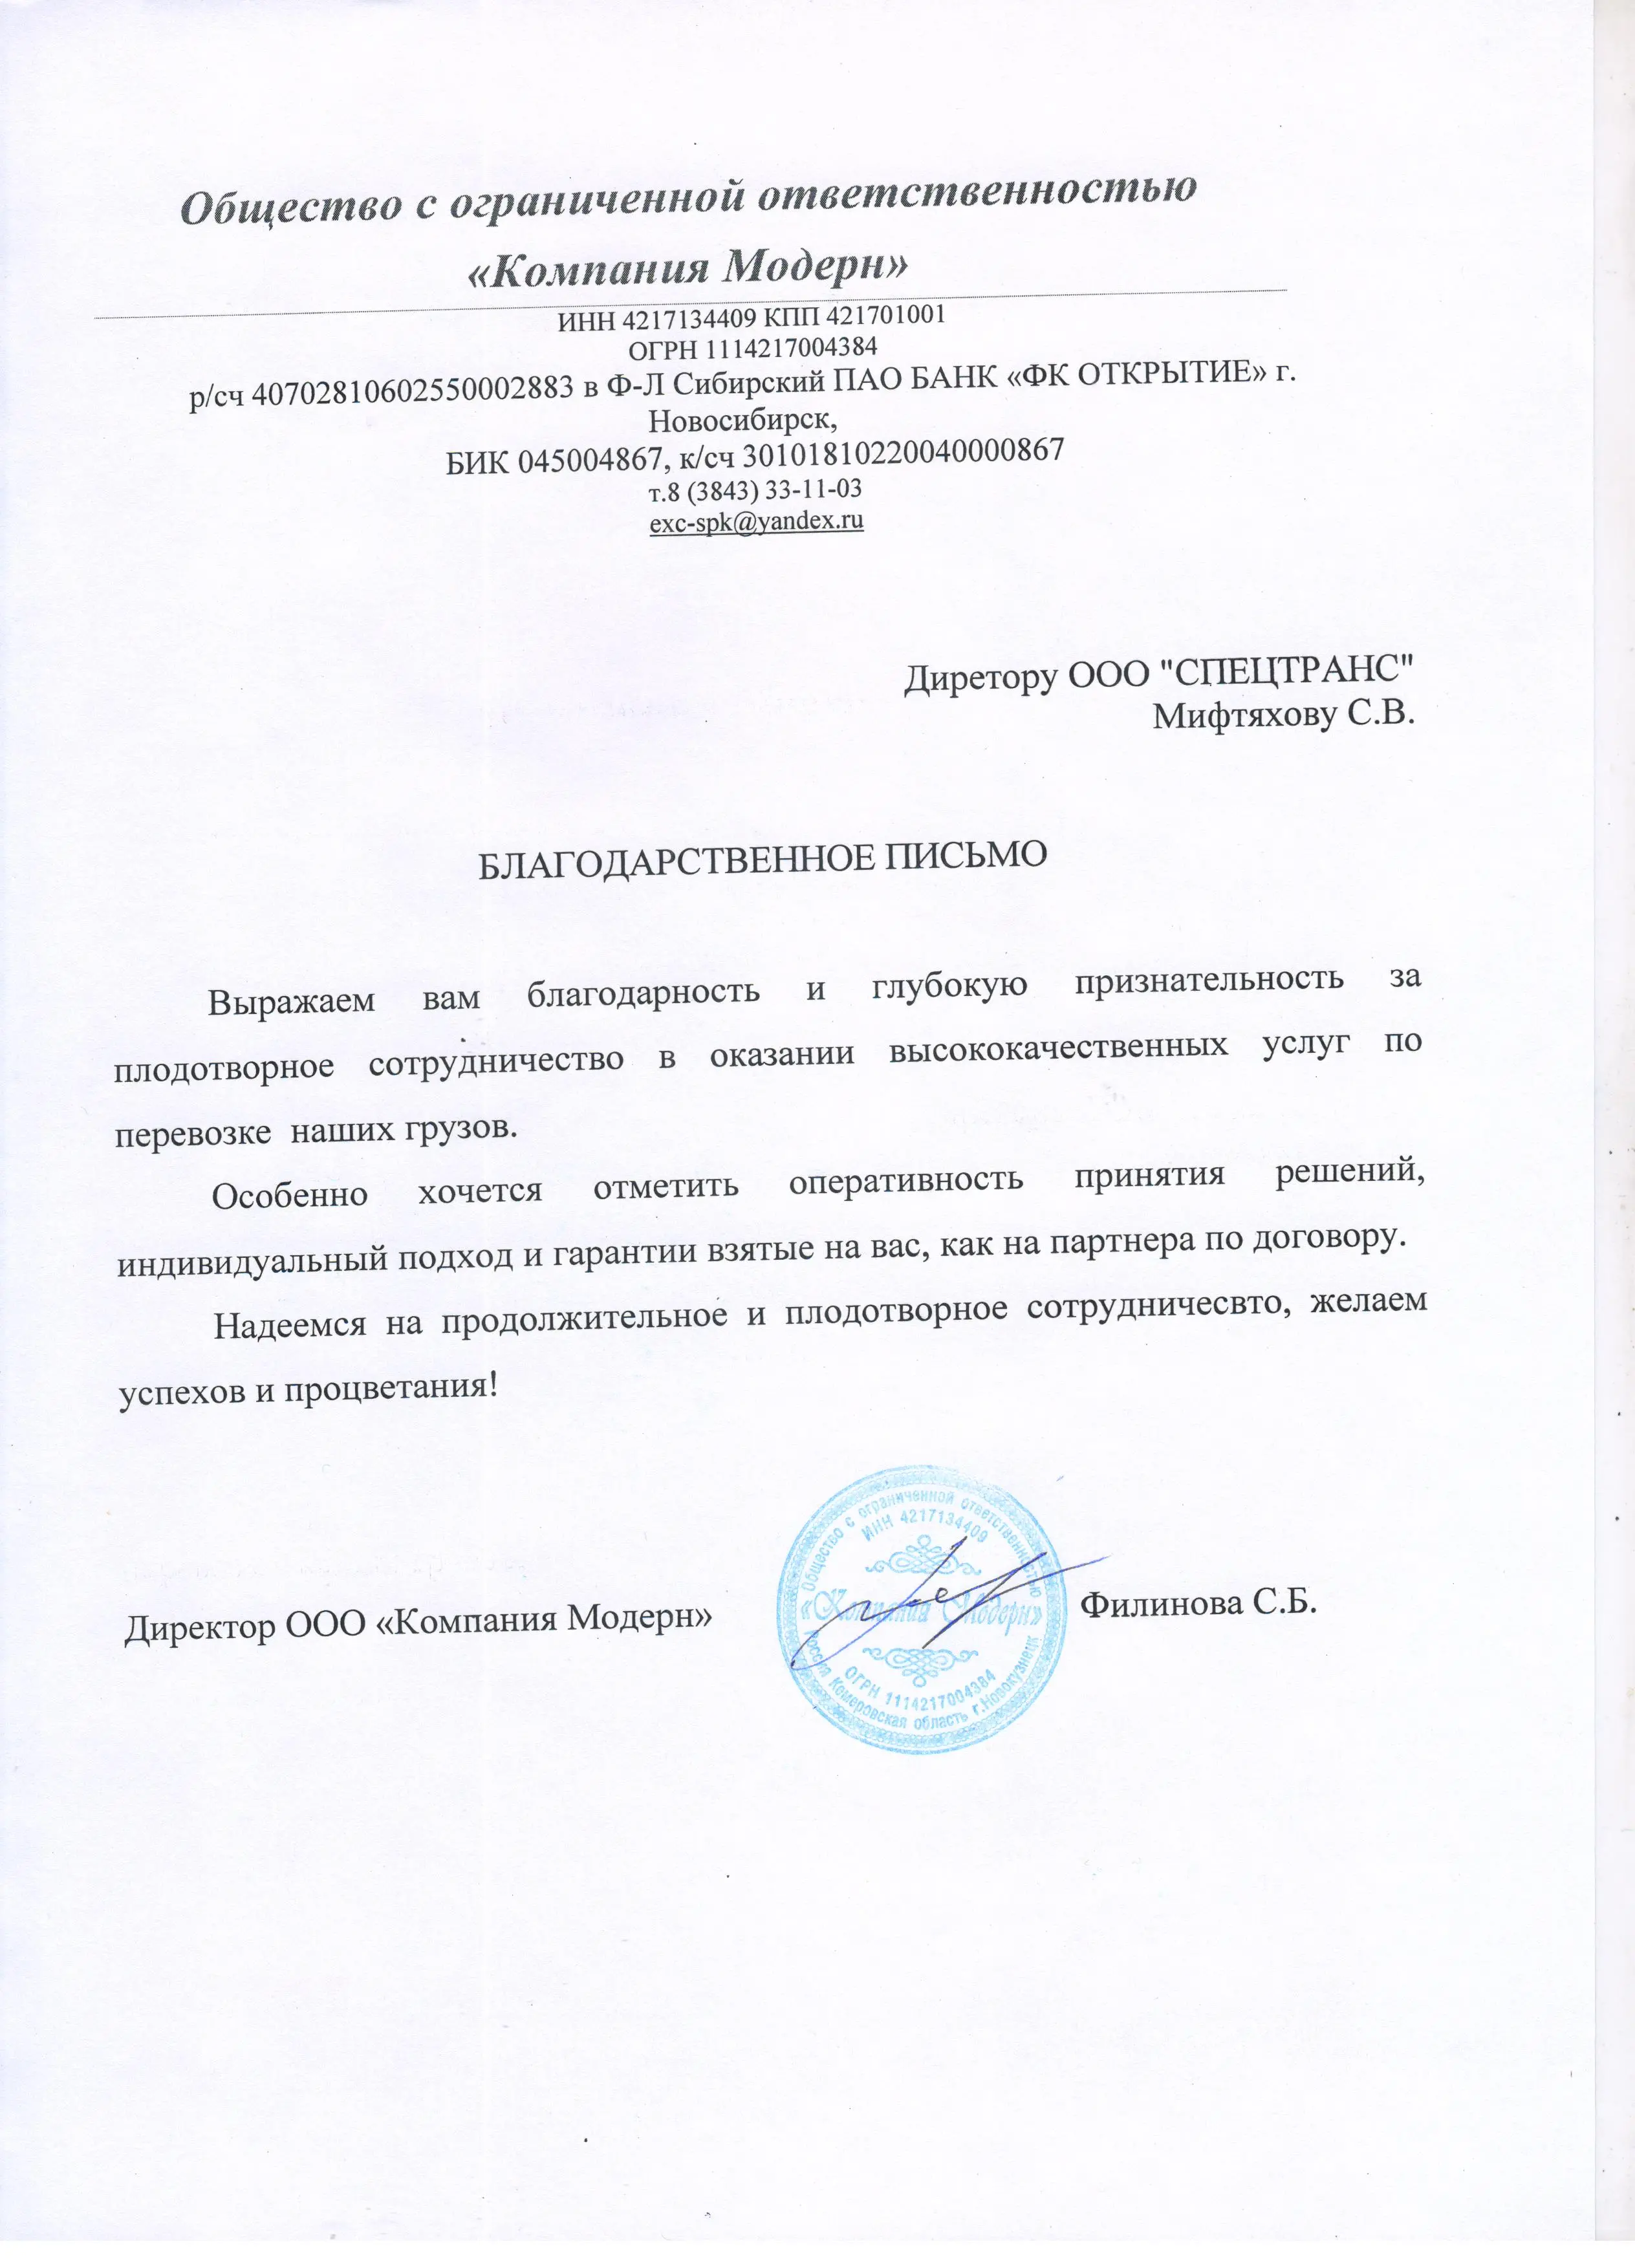 Общество с ограниченной ответственностью
«Компания Модерн»
ИНН 4217134409 КПП 421701001
ОГРН 1114217004384
р/сч 40702810602550002883 в Ф-Л Сибирский ПАО БАНК «ФК ОТКРЫТИЕ» г.
Новосибирск,
БИК 045004867, к/сч 30101810220040000867
т.8 (3843) 33-11-03
exc-spk@yandex.ru
Диретору ООО "СПЕЦТРАНС"
Мифтяхову С.В.
БЛАГОДАРСТВЕННОЕ ПИСЬМО
Выражаем вам благодарность и глубокую признательность за
плодотворное сотрудничество в оказании высококачественных услуг по
перевозке наших грузов.
Особенно хочется отметить оперативность принятия решений,
индивидуальный подход и гарантии взятые на вас, как на партнера по договору.
Надеемся на продолжительное и плодотворное сотрудничесвто, желаем
успехов и процветания!
Директор ООО «Компания Модерн»
Общество с ограниченной ответственностью
ИНН 4217134409
«Компания Модерн»
ОГРН 1114217004384
Россия Кемеровская область г.Новокузнецк
Филинова С.Б.